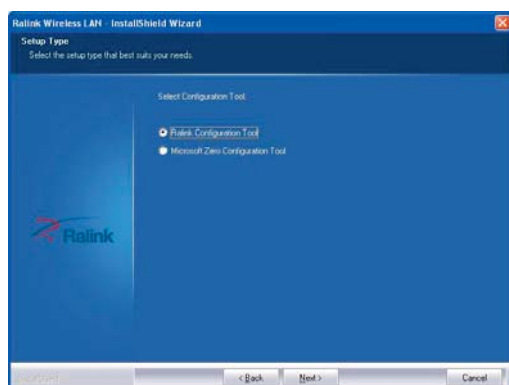 Ralink Wireless LAN - InstallShield Wizard
Setup Type
Select the setup type that best suits your needs.
Select Configuration Tool.
Ralink Configuration Tool
Microsoft Zero Configuration Tool
Ralink
InstallShield
< Back
Next >
Cancel